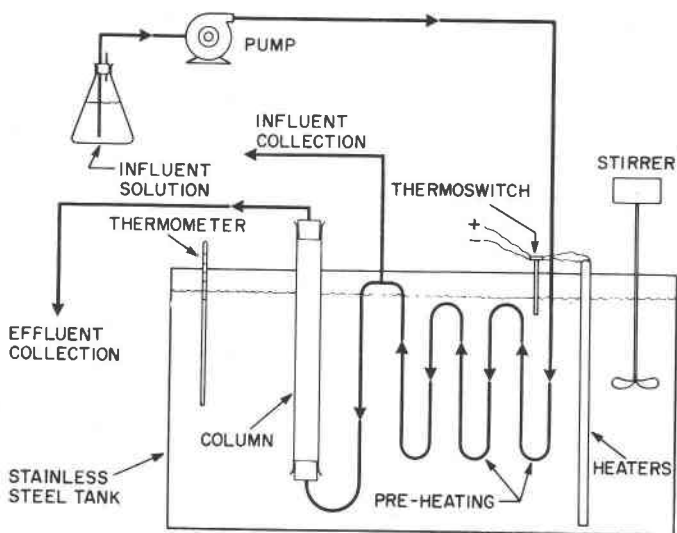 PUMP
INFLUENT
COLLECTION
INFLUENT
SOLUTION
STIRRER
THERMOSWITCH
THERMOMETER
+
−
EFFLUENT
COLLECTION
COLUMN
STAINLESS
STEEL TANK
PRE-HEATING
HEATERS